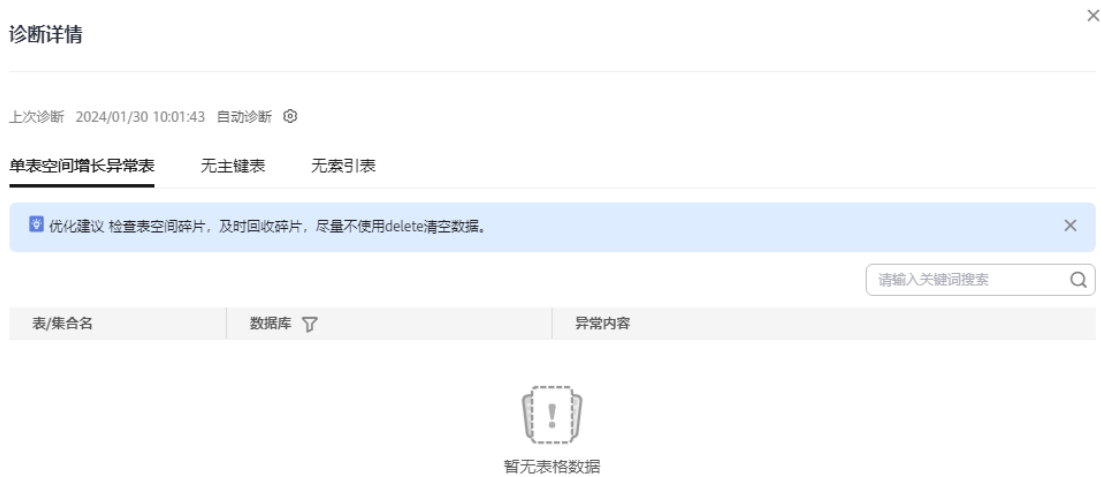 诊断详情
上次诊断 2024/01/30 10:01:43 自动诊断
单表空间增长异常表 无主键表 无索引表
优化建议 检查表空间碎片，及时回收碎片，尽量不使用delete清空数据。
请输入关键词搜索
表/集合名 数据库 异常内容
暂无表格数据